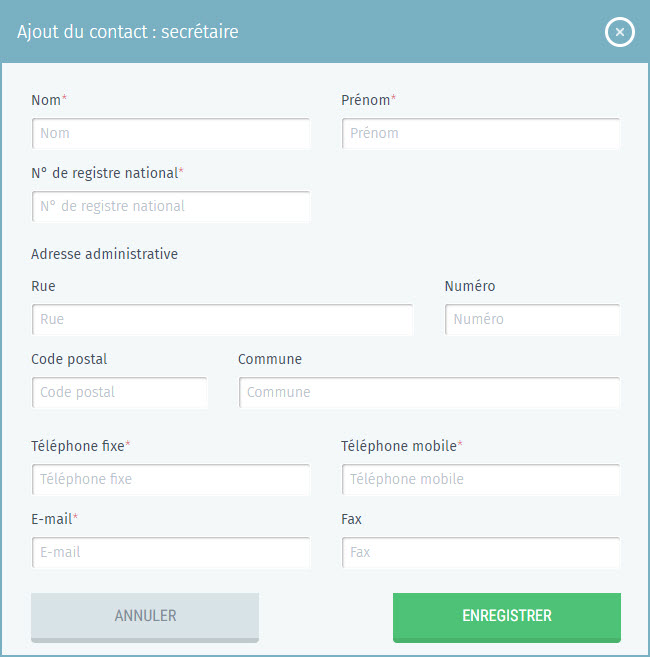 Ajout du contact : secrétaire
Nom* Prénom*
Nom Prénom
N° de registre national*
N° de registre national
Adresse administrative
Rue Numéro
Rue Numéro
Code postal Commune
Code postal Commune
Téléphone fixe* Téléphone mobile*
Téléphone fixe Téléphone mobile
E-mail* Fax
E-mail Fax
ANNULER ENREGISTRER